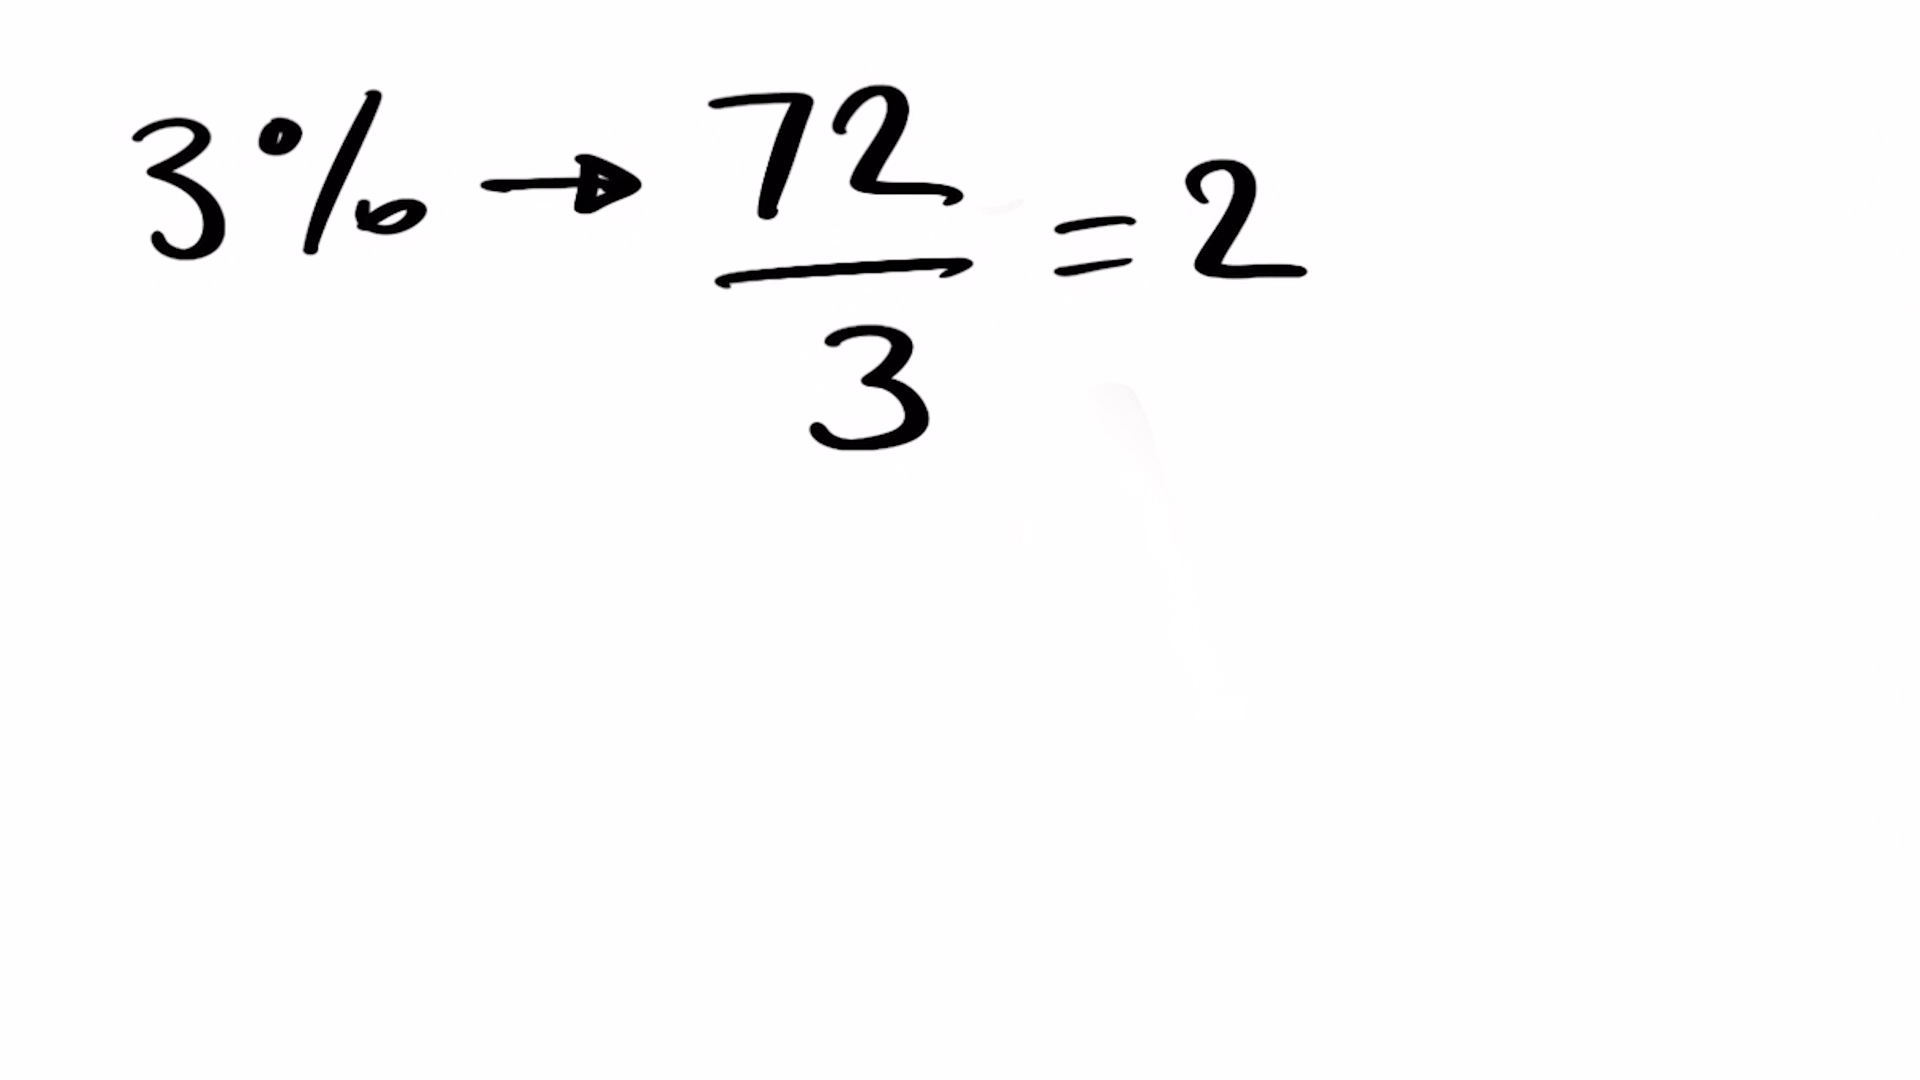 3% → 72/3 = 2